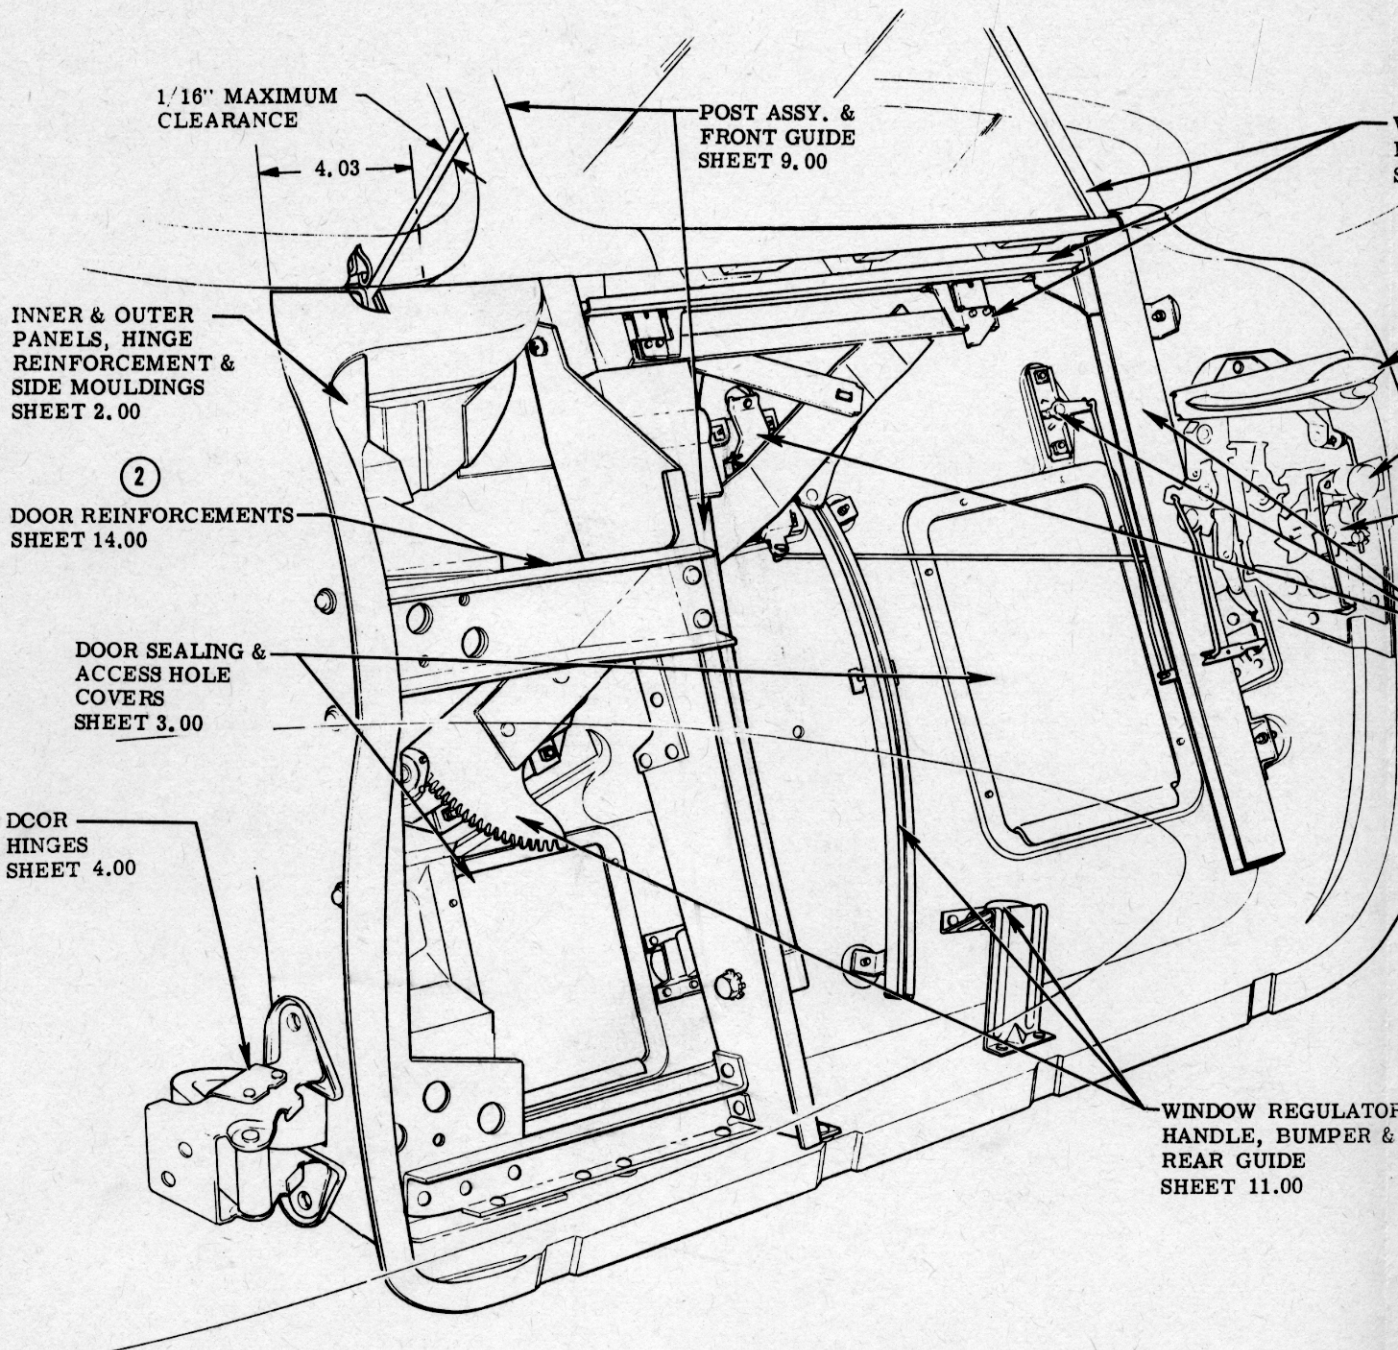 1/16" MAXIMUM
CLEARANCE
4.03
POST ASSY. &
FRONT GUIDE
SHEET 9.00
INNER & OUTER
PANELS, HINGE
REINFORCEMENT &
SIDE MOULDINGS
SHEET 2.00
2
DOOR REINFORCEMENTS
SHEET 14.00
DOOR SEALING &
ACCESS HOLE
COVERS
SHEET 3.00
DCOR
HINGES
SHEET 4.00
WINDOW REGULATOR
HANDLE, BUMPER &
REAR GUIDE
SHEET 11.00